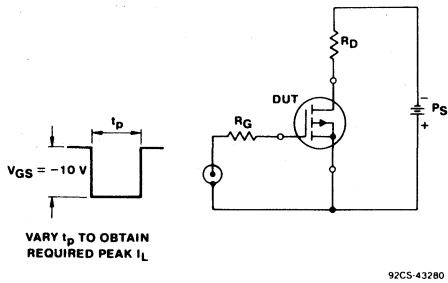 R_D
DUT
R_G
− P_S +
t_p
V_GS = −10 V
VARY t_p TO OBTAIN
REQUIRED PEAK I_L
92CS-43280